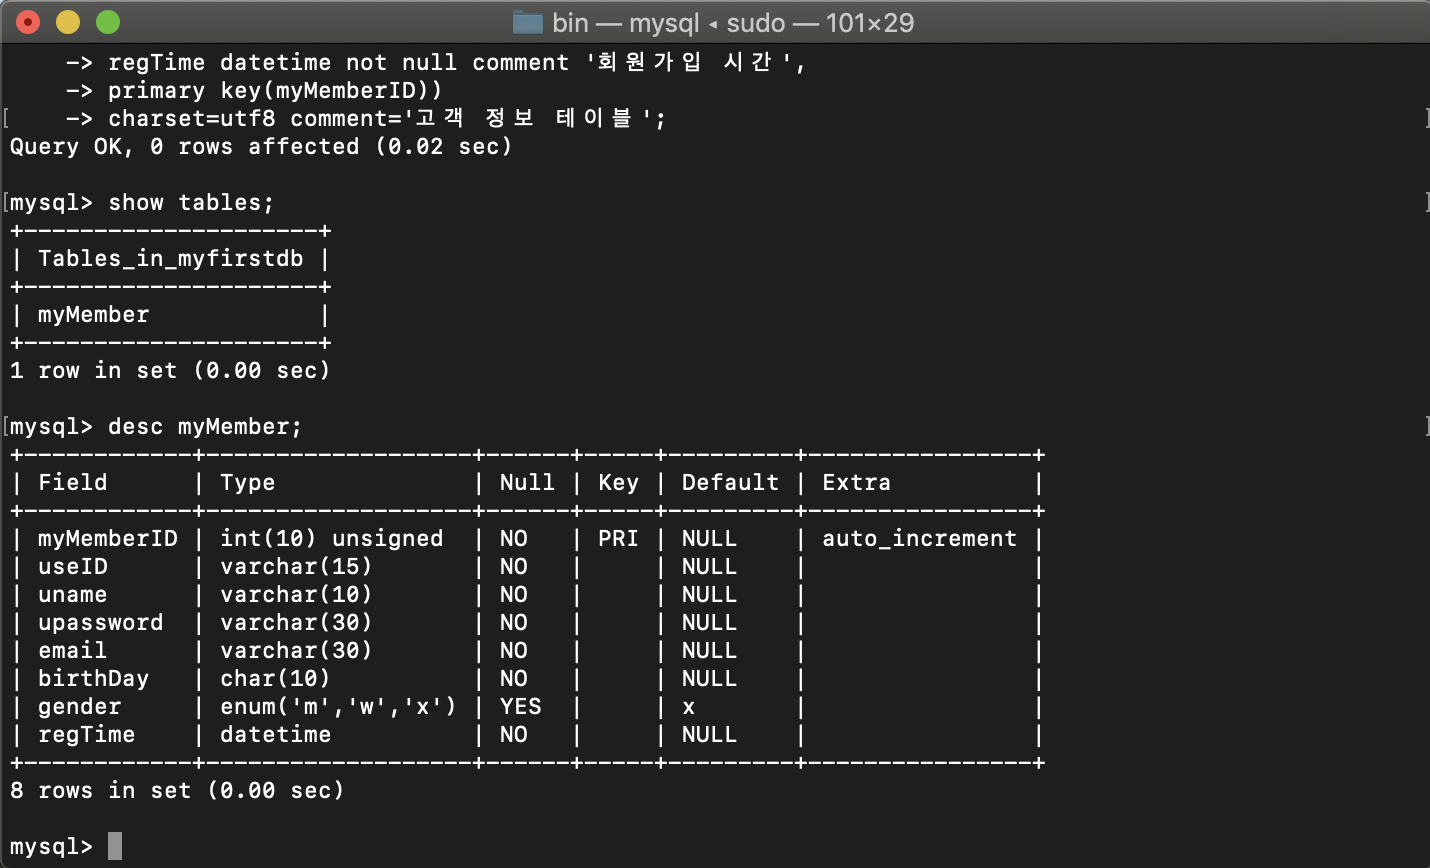 bin — mysql ◂ sudo — 101×29
    -> regTime datetime not null comment '회원가입 시간',
    -> primary key(myMemberID))
[    -> charset=utf8 comment='고객 정보 테이블'; ]
Query OK, 0 rows affected (0.02 sec)
[mysql> show tables; ]
+---------------------+
| Tables_in_myfirstdb |
+---------------------+
| myMember            |
+---------------------+
1 row in set (0.00 sec)
[mysql> desc myMember; ]
+------------+-------------------+------+-----+---------+----------------+
| Field      | Type              | Null | Key | Default | Extra          |
+------------+-------------------+------+-----+---------+----------------+
| myMemberID | int(10) unsigned  | NO   | PRI | NULL    | auto_increment |
| useID      | varchar(15)       | NO   |     | NULL    |                |
| uname      | varchar(10)       | NO   |     | NULL    |                |
| upassword  | varchar(30)       | NO   |     | NULL    |                |
| email      | varchar(30)       | NO   |     | NULL    |                |
| birthDay   | char(10)          | NO   |     | NULL    |                |
| gender     | enum('m','w','x') | YES  |     | x       |                |
| regTime    | datetime          | NO   |     | NULL    |                |
+------------+-------------------+------+-----+---------+----------------+
8 rows in set (0.00 sec)
mysql>